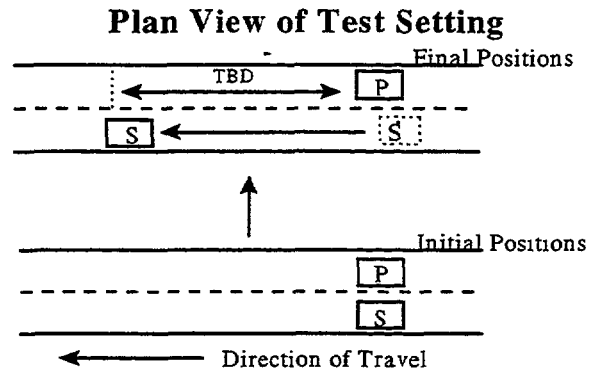 Plan View of Test Setting
Final Positions
TBD
P
S
S
Initial Positions
P
S
Direction of Travel